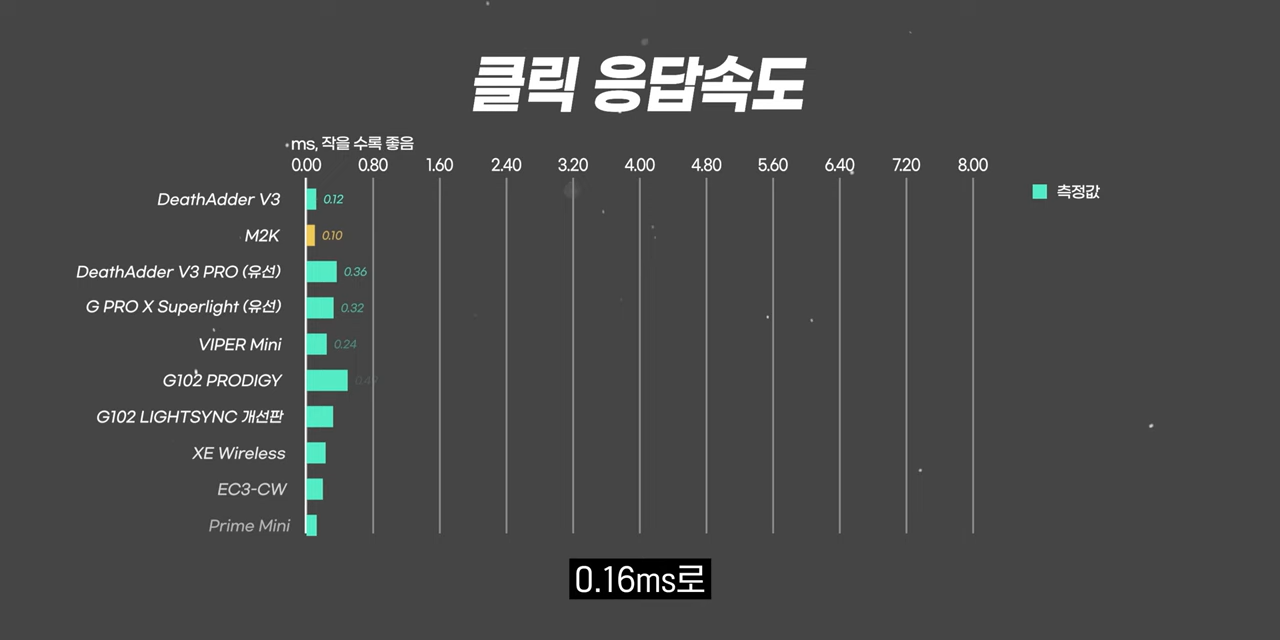 클릭 응답속도
ms, 작을 수록 좋음
0.00 0.80 1.60 2.40 3.20 4.00 4.80 5.60 6.40 7.20 8.00
측정값
DeathAdder V3 0.12
M2K 0.10
DeathAdder V3 PRO (유선) 0.36
G PRO X Superlight (유선) 0.32
VIPER Mini 0.24
G102 PRODIGY
G102 LIGHTSYNC 개선판
XE Wireless
EC3-CW
Prime Mini
0.16ms로